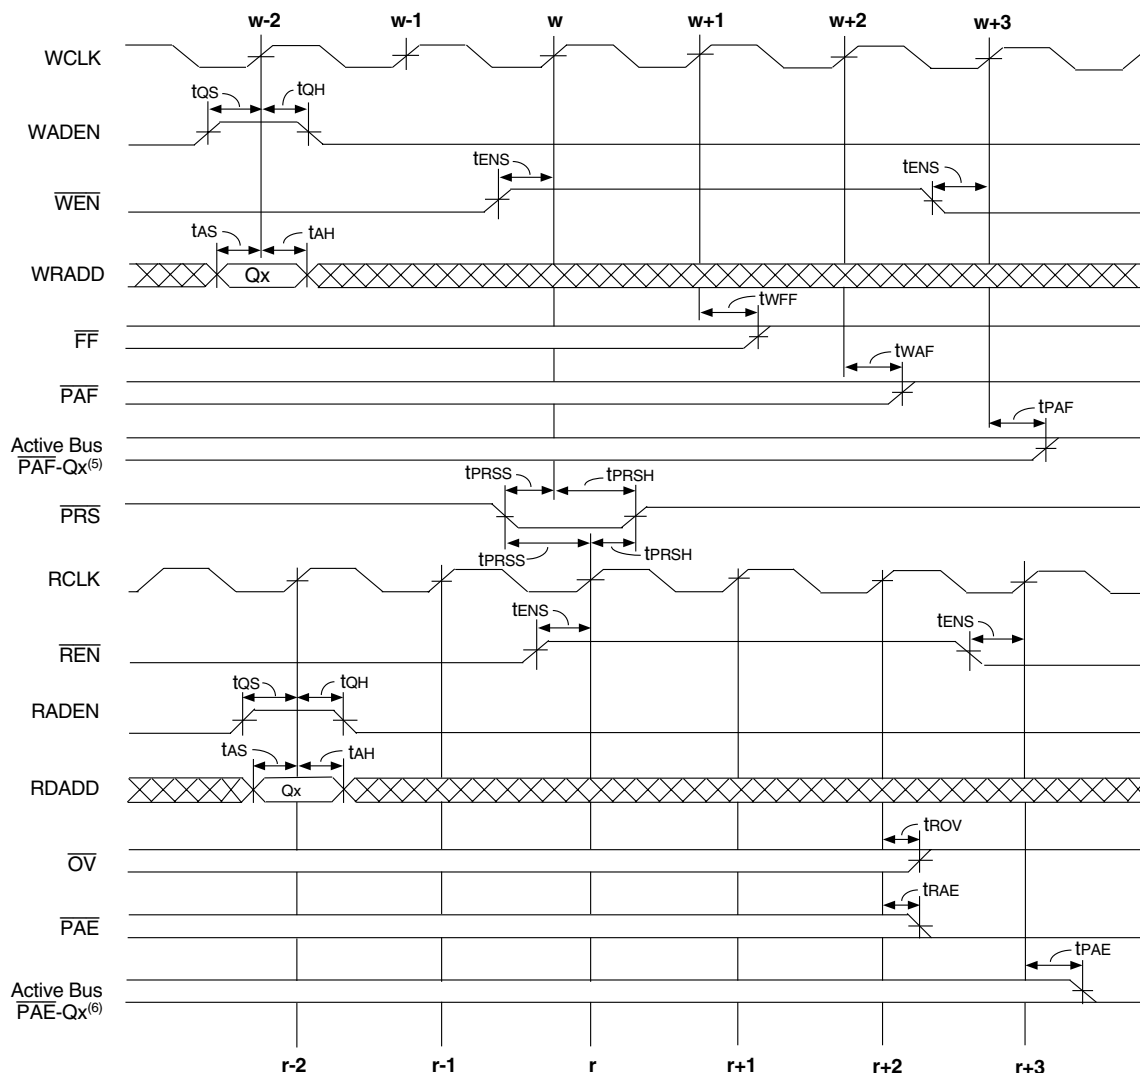 w-2 w-1 w w+1 w+2 w+3
WCLK
tQS tQH
WADEN
tENS tENS
WEN
tAS tAH
WRADD Qx
tWFF
FF
tWAF
PAF
tPAF
Active Bus
PAF-Qx(5)
tPRSS tPRSH
PRS
tPRSS tPRSH
RCLK
tENS tENS
REN
tQS tQH
RADEN
tAS tAH
RDADD Qx
tROV
OV
tRAE
PAE
tPAE
Active Bus
PAE-Qx(6)
r-2 r-1 r r+1 r+2 r+3